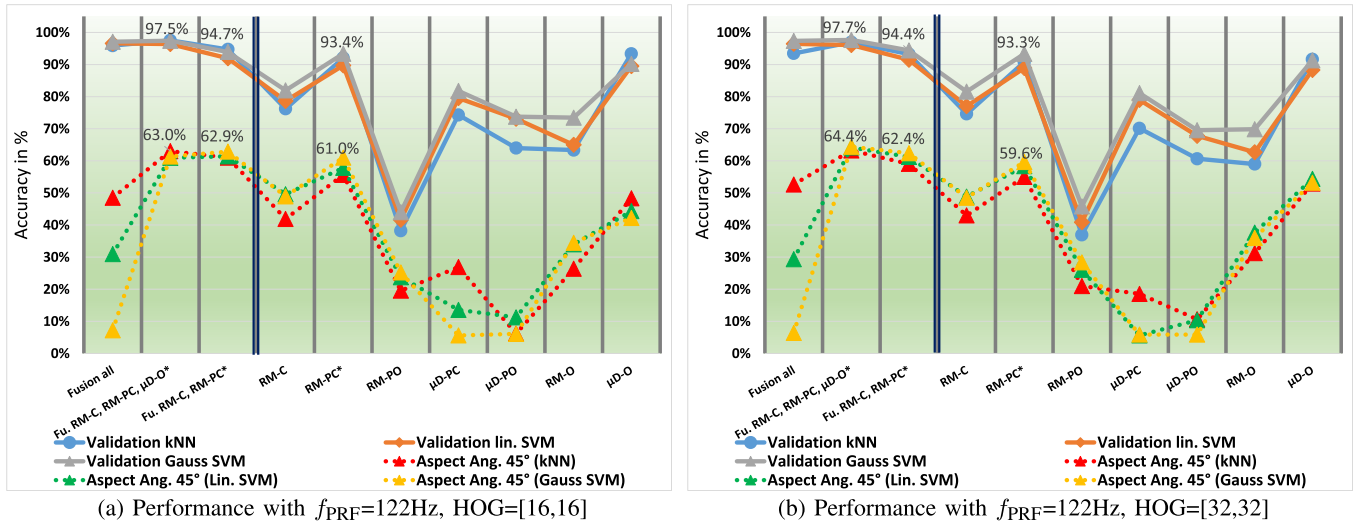 100%
90%
80%
70%
60%
50%
40%
30%
20%
10%
0%
Accuracy in %
97.5%
94.7%
93.4%
63.0%
62.9%
61.0%
Fusion all
Fu. RM-C, RM-PC, µD-O*
Fu. RM-C, RM-PC*
RM-C
RM-PC*
RM-PO
µD-PC
µD-PO
RM-O
µD-O
Validation kNN
Validation lin. SVM
Validation Gauss SVM
Aspect Ang. 45° (kNN)
Aspect Ang. 45° (Lin. SVM)
Aspect Ang. 45° (Gauss SVM)
(a) Performance with fPRF=122Hz, HOG=[16,16]
100%
90%
80%
70%
60%
50%
40%
30%
20%
10%
0%
Accuracy in %
97.7%
94.4%
93.3%
64.4%
62.4%
59.6%
Fusion all
Fu. RM-C, RM-PC, µD-O*
Fu. RM-C, RM-PC*
RM-C
RM-PC*
RM-PO
µD-PC
µD-PO
RM-O
µD-O
Validation kNN
Validation lin. SVM
Validation Gauss SVM
Aspect Ang. 45° (kNN)
Aspect Ang. 45° (Lin. SVM)
Aspect Ang. 45° (Gauss SVM)
(b) Performance with fPRF=122Hz, HOG=[32,32]